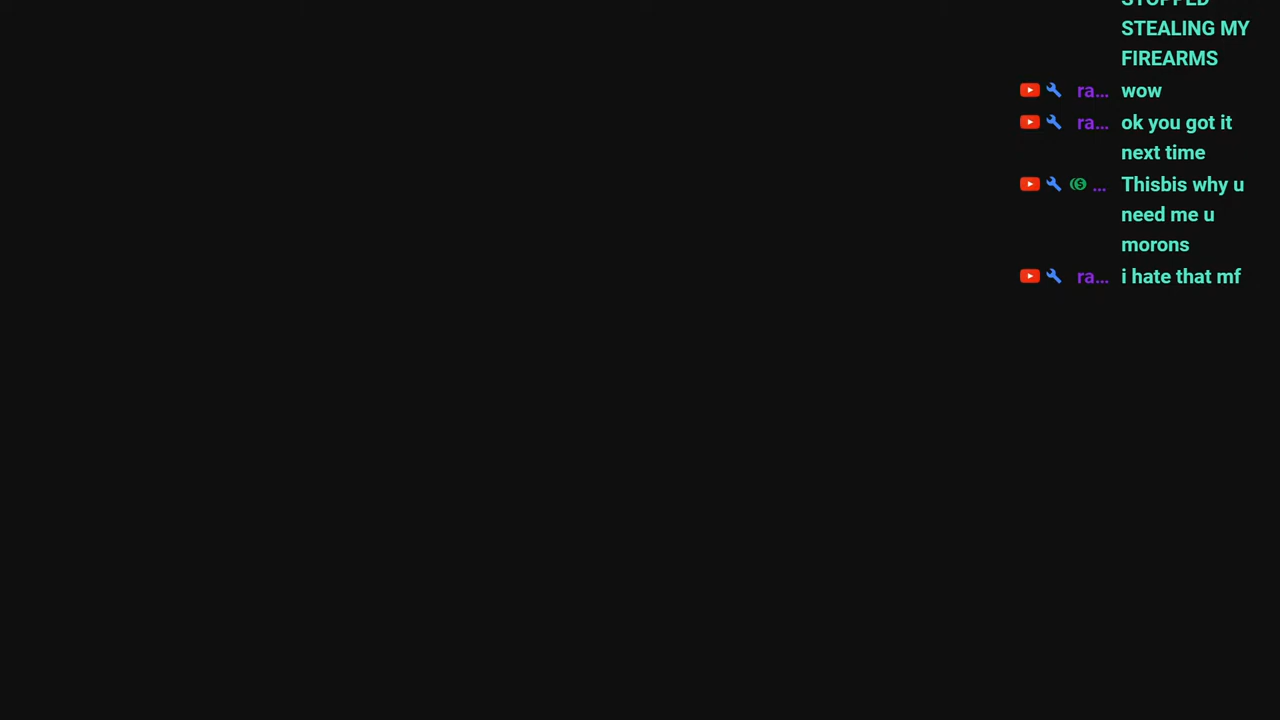 STOPPED
STEALING MY
FIREARMS
ra... wow
ra... ok you got it
next time
... Thisbis why u
need me u
morons
ra... i hate that mf